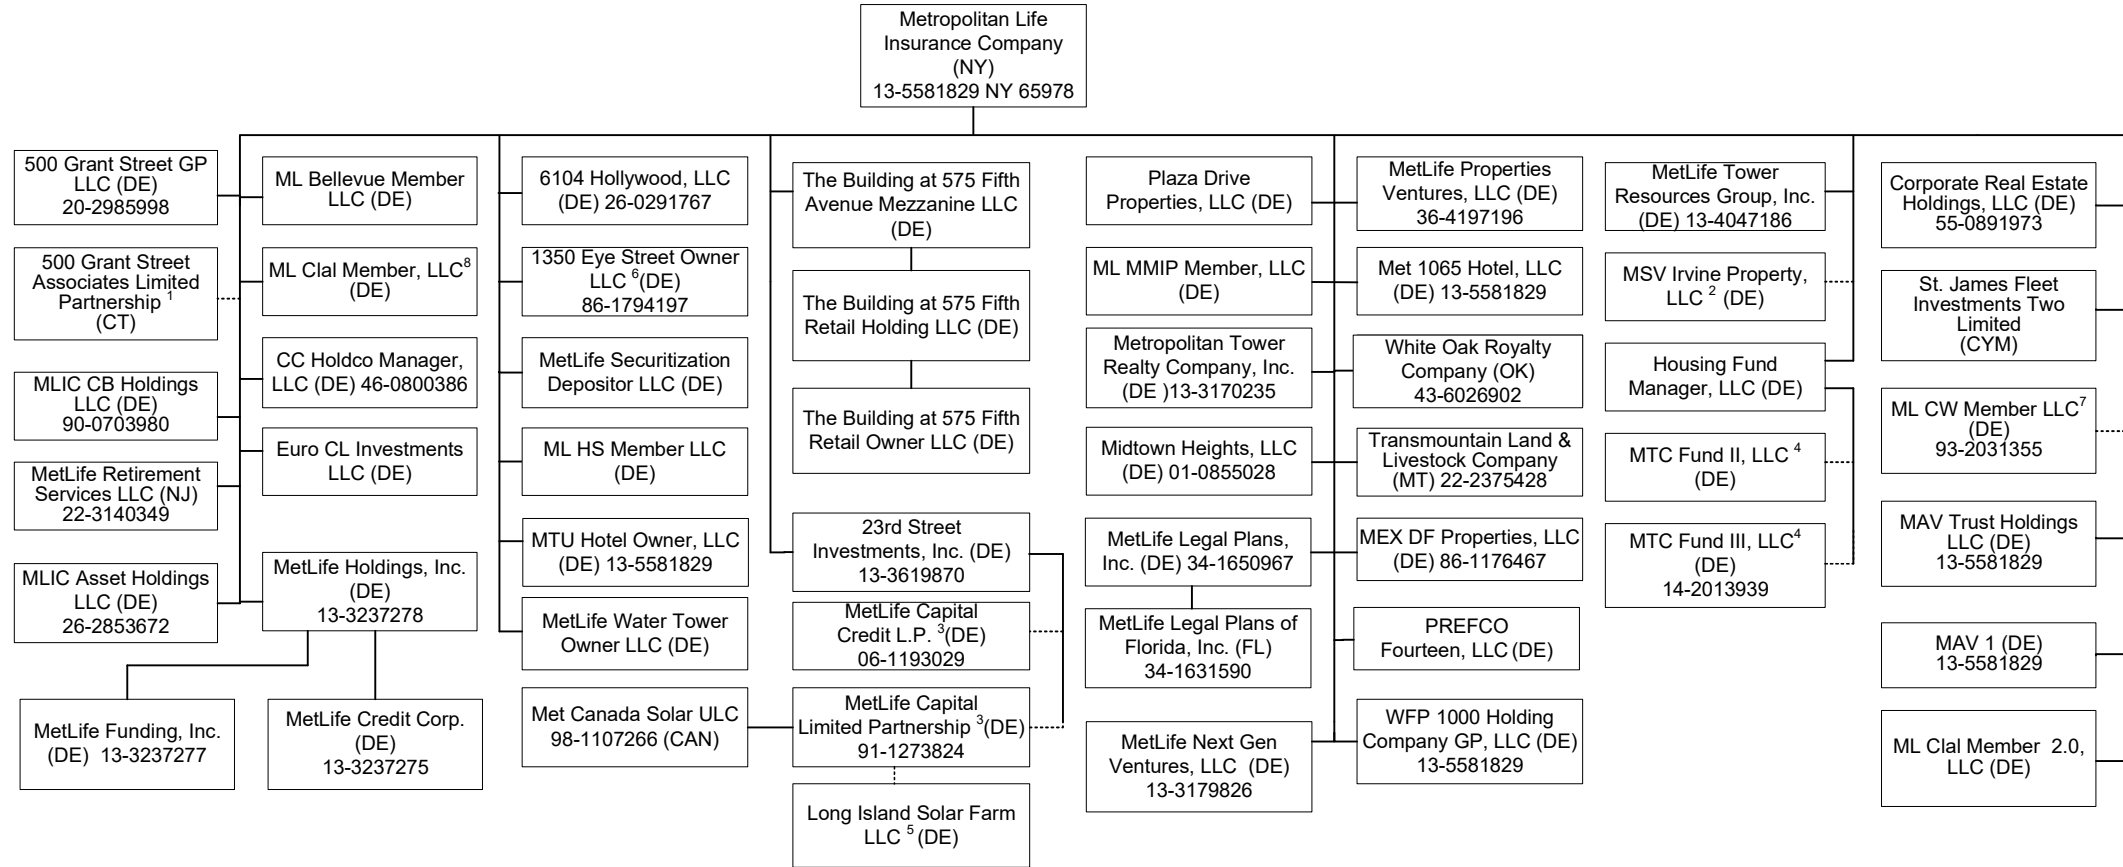 Metropolitan Life
Insurance Company
(NY)
13-5581829 NY 65978
500 Grant Street GP
LLC (DE)
20-2985998
500 Grant Street
Associates Limited
Partnership 1
(CT)
MLIC CB Holdings
LLC (DE)
90-0703980
MetLife Retirement
Services LLC (NJ)
22-3140349
MLIC Asset Holdings
LLC (DE)
26-2853672
MetLife Funding, Inc.
(DE) 13-3237277
ML Bellevue Member
LLC (DE)
ML Clal Member, LLC8
(DE)
CC Holdco Manager,
LLC (DE) 46-0800386
Euro CL Investments
LLC (DE)
MetLife Holdings, Inc.
(DE)
13-3237278
MetLife Credit Corp.
(DE)
13-3237275
6104 Hollywood, LLC
(DE) 26-0291767
1350 Eye Street Owner
LLC 6(DE)
86-1794197
MetLife Securitization
Depositor LLC (DE)
ML HS Member LLC
(DE)
MTU Hotel Owner, LLC
(DE) 13-5581829
MetLife Water Tower
Owner LLC (DE)
Met Canada Solar ULC
98-1107266 (CAN)
The Building at 575 Fifth
Avenue Mezzanine LLC
(DE)
The Building at 575 Fifth
Retail Holding LLC (DE)
The Building at 575 Fifth
Retail Owner LLC (DE)
23rd Street
Investments, Inc. (DE)
13-3619870
MetLife Capital
Credit L.P. 3(DE)
06-1193029
MetLife Capital
Limited Partnership 3(DE)
91-1273824
Long Island Solar Farm
LLC 5 (DE)
Plaza Drive
Properties, LLC (DE)
ML MMIP Member, LLC
(DE)
Metropolitan Tower
Realty Company, Inc.
(DE )13-3170235
Midtown Heights, LLC
(DE) 01-0855028
MetLife Legal Plans,
Inc. (DE) 34-1650967
MetLife Legal Plans of
Florida, Inc. (FL)
34-1631590
MetLife Next Gen
Ventures, LLC (DE)
13-3179826
MetLife Properties
Ventures, LLC (DE)
36-4197196
Met 1065 Hotel, LLC
(DE) 13-5581829
White Oak Royalty
Company (OK)
43-6026902
Transmountain Land &
Livestock Company
(MT) 22-2375428
MEX DF Properties, LLC
(DE) 86-1176467
PREFCO
Fourteen, LLC (DE)
WFP 1000 Holding
Company GP, LLC (DE)
13-5581829
MetLife Tower
Resources Group, Inc.
(DE) 13-4047186
MSV Irvine Property,
LLC 2 (DE)
Housing Fund
Manager, LLC (DE)
MTC Fund II, LLC 4
(DE)
MTC Fund III, LLC4
(DE)
14-2013939
Corporate Real Estate
Holdings, LLC (DE)
55-0891973
St. James Fleet
Investments Two
Limited
(CYM)
ML CW Member LLC7
(DE)
93-2031355
MAV Trust Holdings
LLC (DE)
13-5581829
MAV 1 (DE)
13-5581829
ML Clal Member 2.0,
LLC (DE)